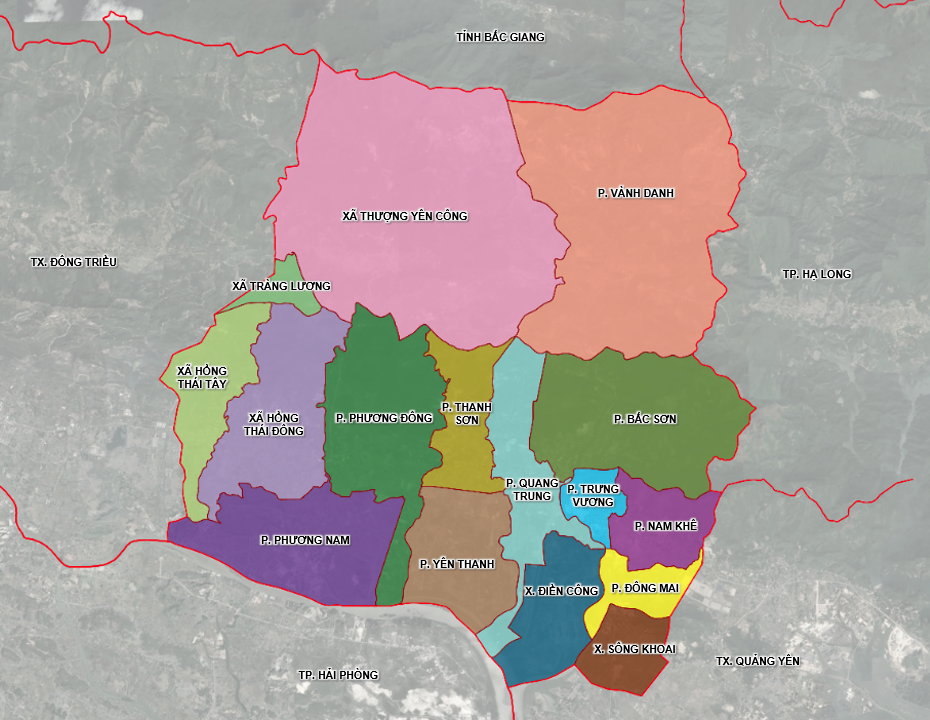 TỈNH BẮC GIANG
P. VÀNH DANH
XÃ THƯỢNG YÊN CÔNG
TX. ĐÔNG TRIỀU
TP. HẠ LONG
XÃ TRÀNG LƯƠNG
XÃ HỒNG
THÁI TÂY
XÃ HỒNG
THÁI ĐÔNG
P. PHƯƠNG ĐÔNG
P. THANH
SƠN
P. BẮC SƠN
P. QUANG
TRUNG
P. TRƯNG
VƯƠNG
P. NAM KHÊ
P. PHƯƠNG NAM
P. YÊN THANH
X. ĐIỀN CÔNG
P. ĐÔNG MAI
X. SÔNG KHOAI
TX. QUẢNG YÊN
TP. HẢI PHÒNG